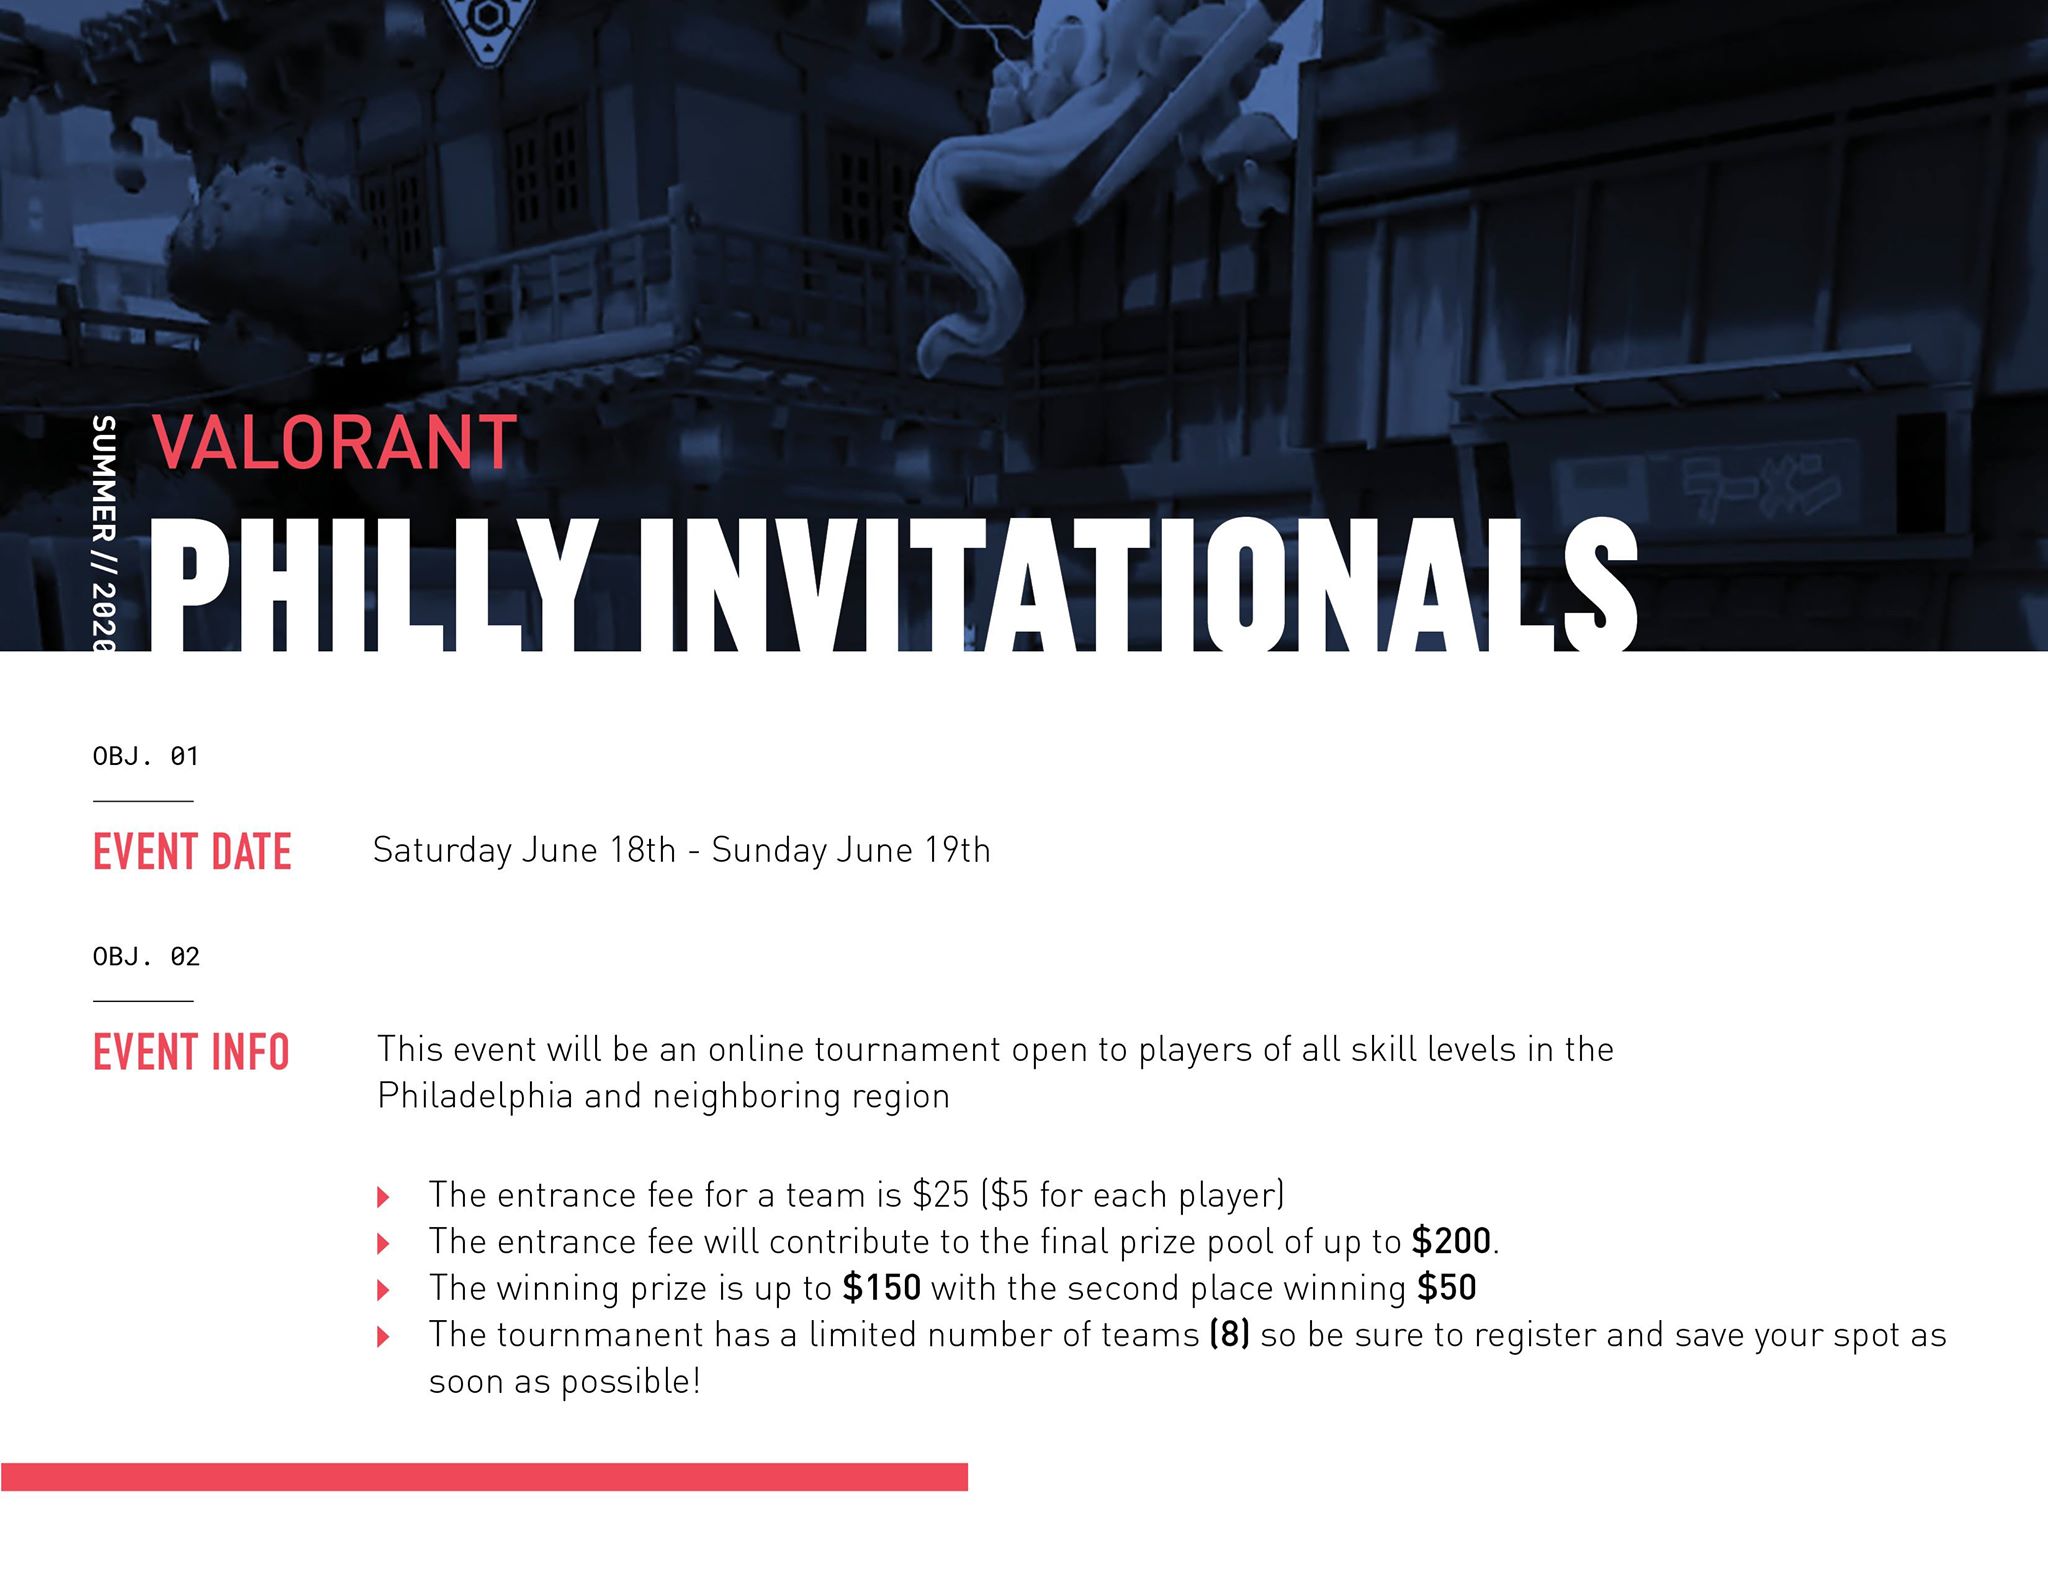 SUMMER // 2020
VALORANT
PHILLY INVITATIONALS
ラーメン
OBJ. 01
EVENT DATE
Saturday June 18th - Sunday June 19th
OBJ. 02
EVENT INFO
This event will be an online tournament open to players of all skill levels in the
Philadelphia and neighboring region
The entrance fee for a team is $25 ($5 for each player)
The entrance fee will contribute to the final prize pool of up to $200.
The winning prize is up to $150 with the second place winning $50
The tournmanent has a limited number of teams (8) so be sure to register and save your spot as
soon as possible!